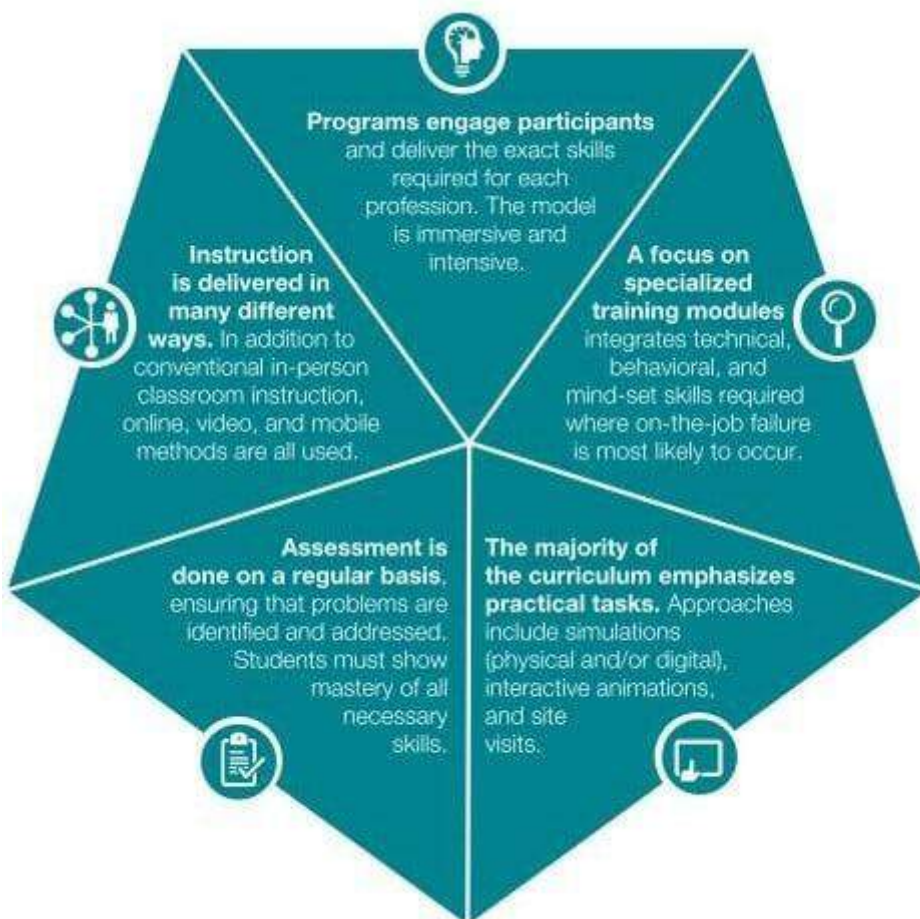 Programs engage participants
and deliver the exact skills
required for each
profession. The model
is immersive and
intensive.
A focus on
specialized
training modules
integrates technical,
behavioral, and
mind-set skills required
where on-the-job failure
is most likely to occur.
The majority of
the curriculum emphasizes
practical tasks. Approaches
include simulations
(physical and/or digital),
interactive animations,
and site
visits.
Assessment is
done on a regular basis,
ensuring that problems are
identified and addressed.
Students must show
mastery of all
necessary
skills.
Instruction
is delivered in
many different
ways. In addition to
conventional in-person
classroom instruction,
online, video, and mobile
methods are all used.